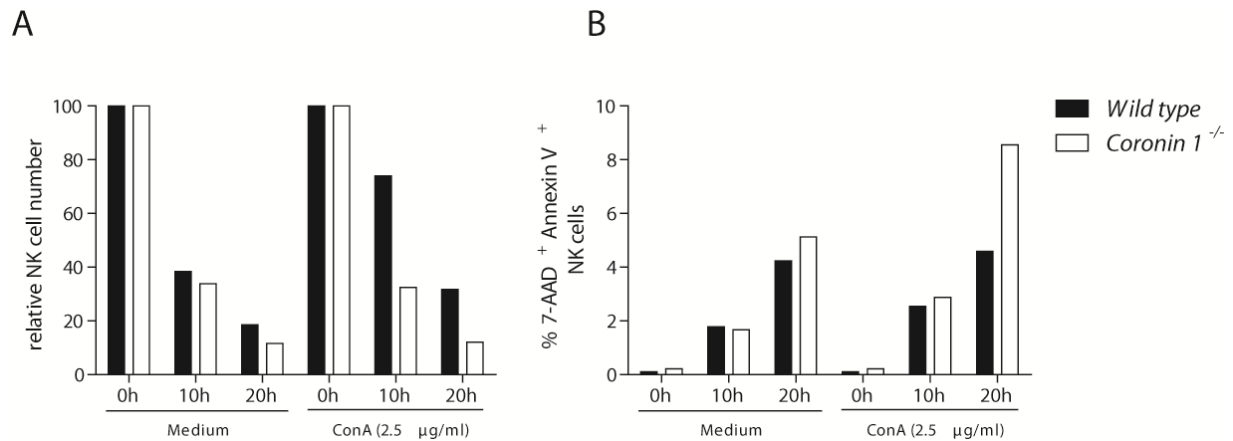 A
relative NK cell number
100
80
60
40
20
0
0h 10h 20h 0h 10h 20h
Medium ConA (2.5 µg/ml)
B
% 7-AAD + Annexin V +
NK cells
10
8
6
4
2
0
0h 10h 20h 0h 10h 20h
Medium ConA (2.5 µg/ml)
Wild type
Coronin 1 -/-